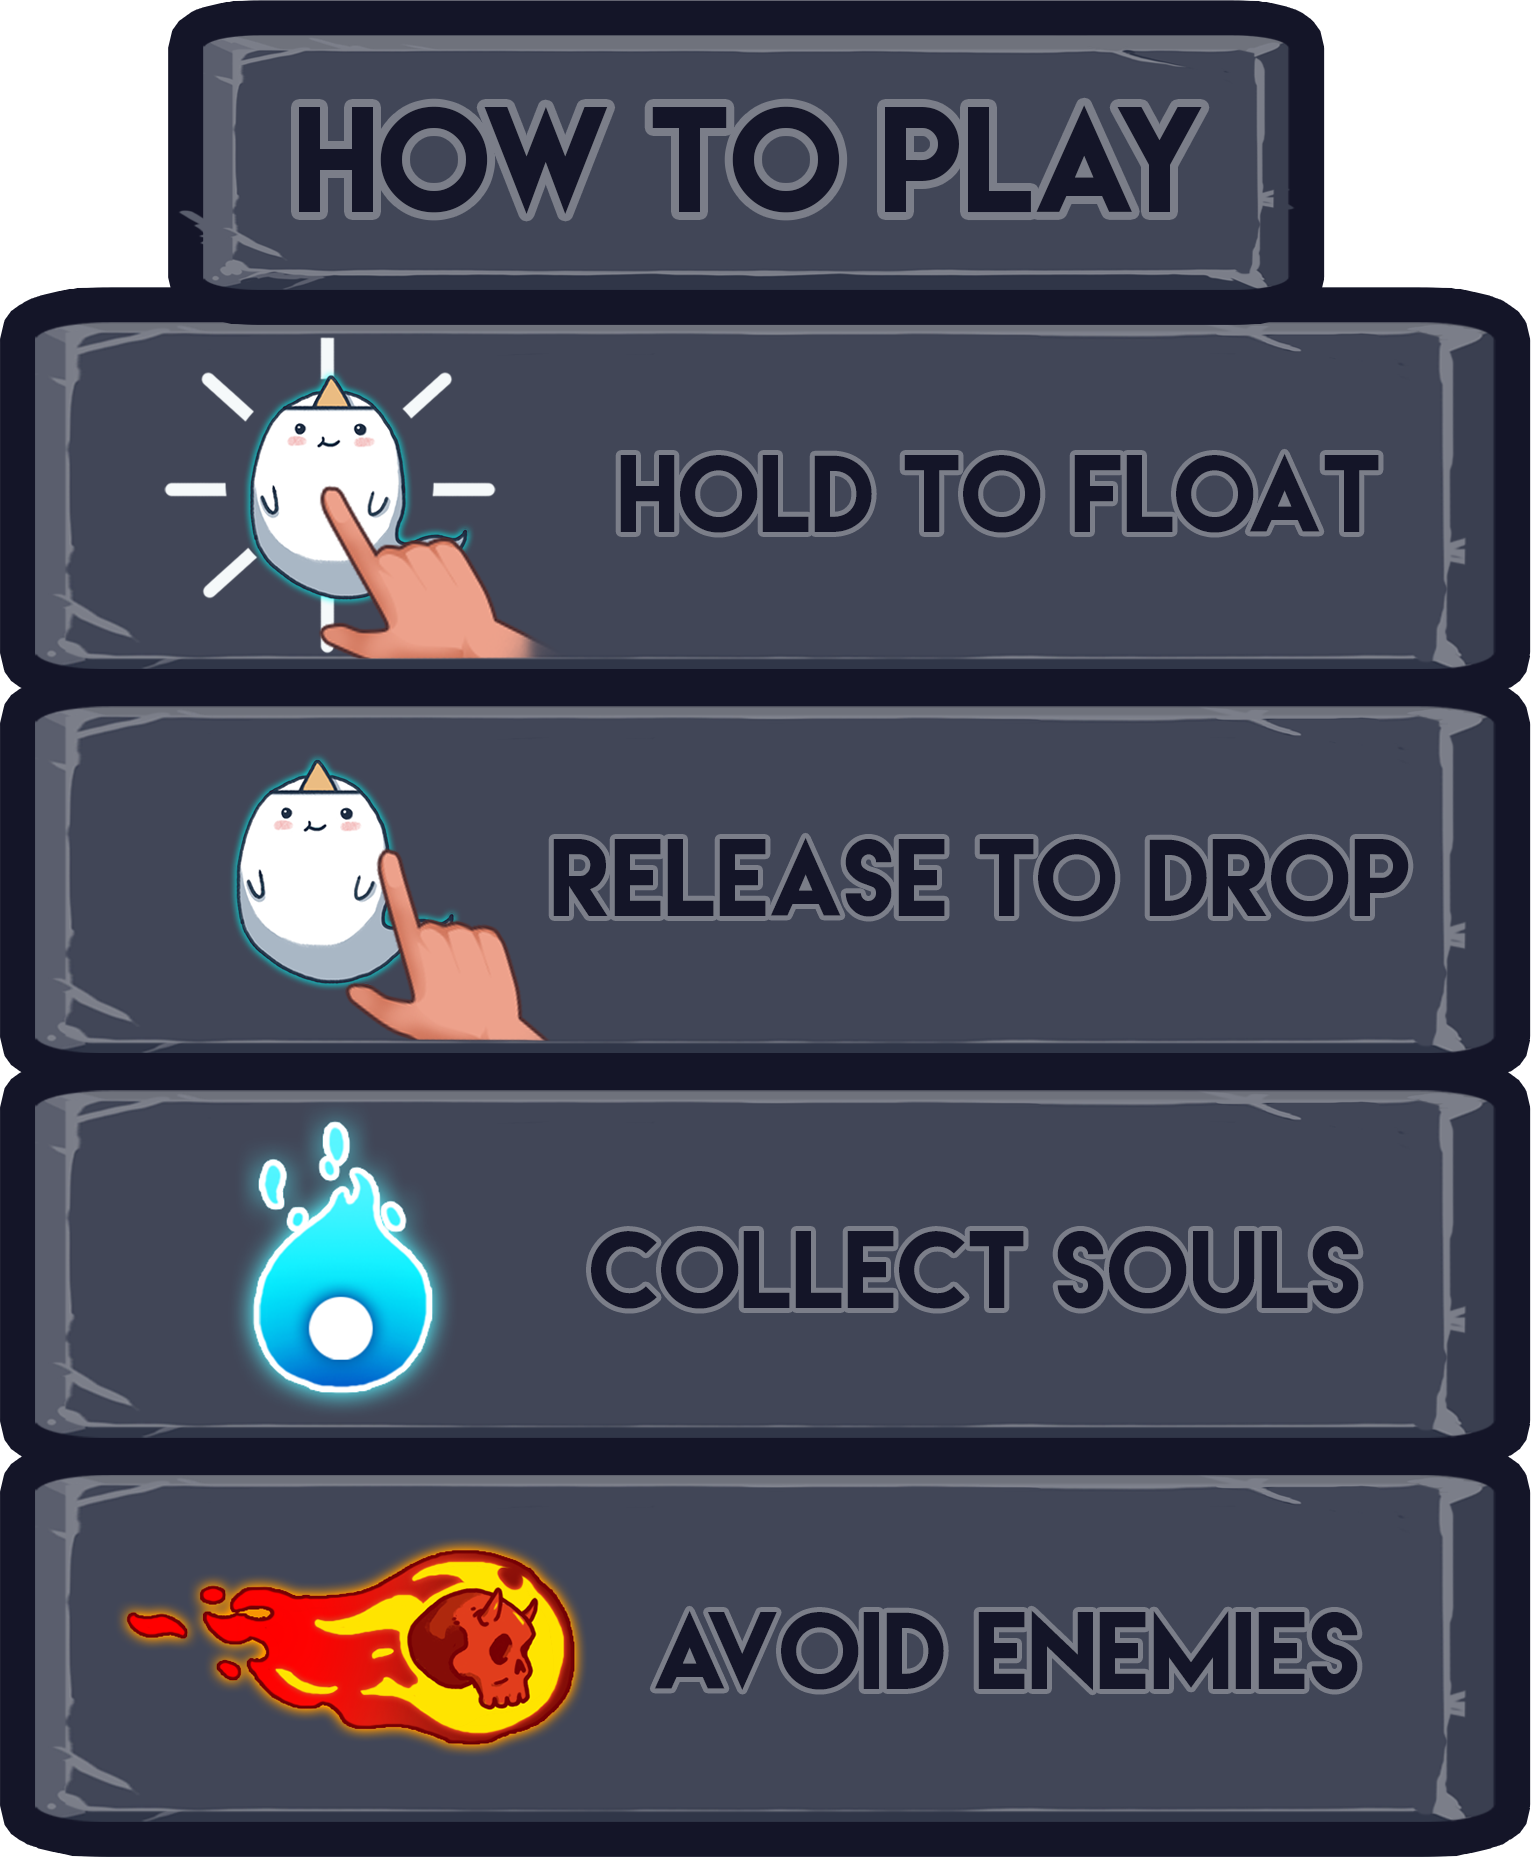 HOW TO PLAY
HOLD TO FLOAT
RELEASE TO DROP
COLLECT SOULS
AVOID ENEMIES